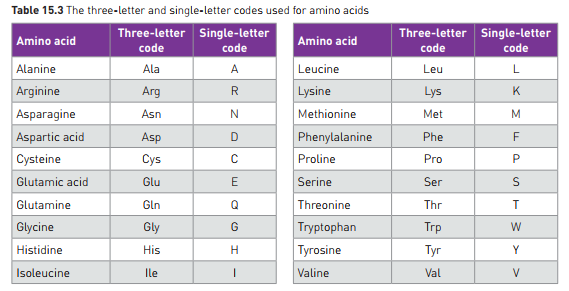 Table 15.3 The three-letter and single-letter codes used for amino acids
Amino acid Three-letter code Single-letter code
Alanine Ala A
Arginine Arg R
Asparagine Asn N
Aspartic acid Asp D
Cysteine Cys C
Glutamic acid Glu E
Glutamine Gln Q
Glycine Gly G
Histidine His H
Isoleucine Ile I
Amino acid Three-letter code Single-letter code
Leucine Leu L
Lysine Lys K
Methionine Met M
Phenylalanine Phe F
Proline Pro P
Serine Ser S
Threonine Thr T
Tryptophan Trp W
Tyrosine Tyr Y
Valine Val V